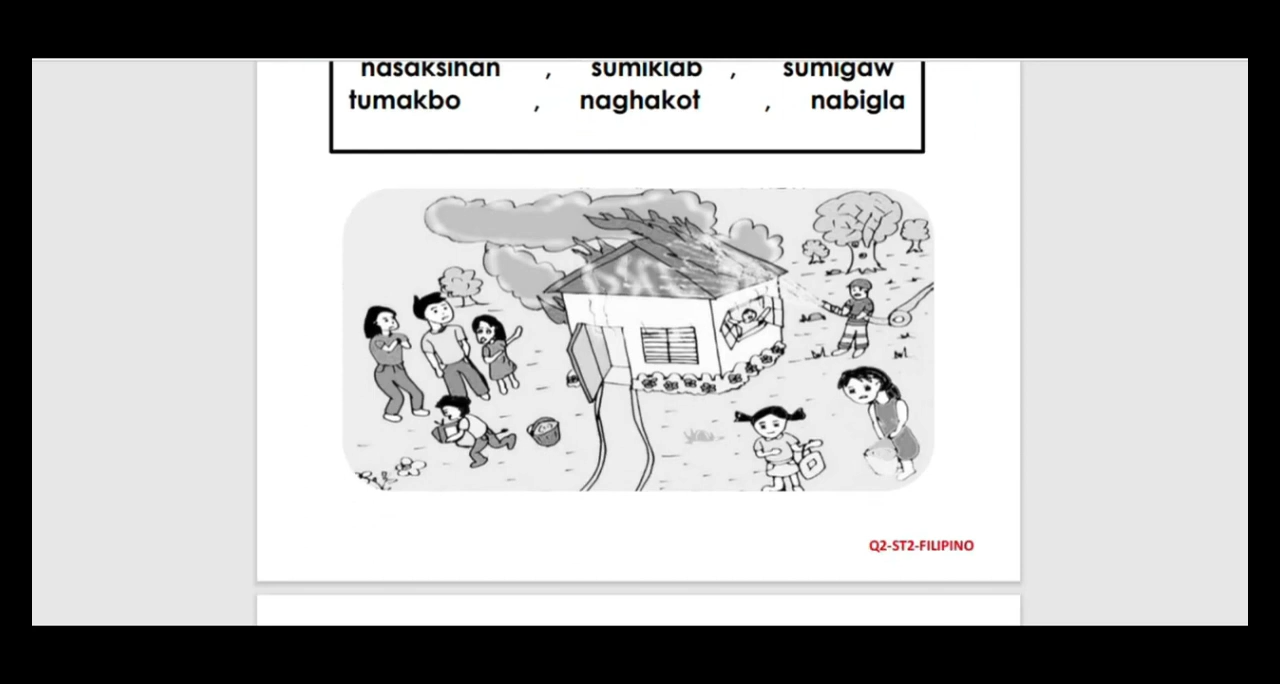 nasaksihan , sumiklab , sumigaw
tumakbo , naghakot , nabigla
Q2-ST2-FILIPINO